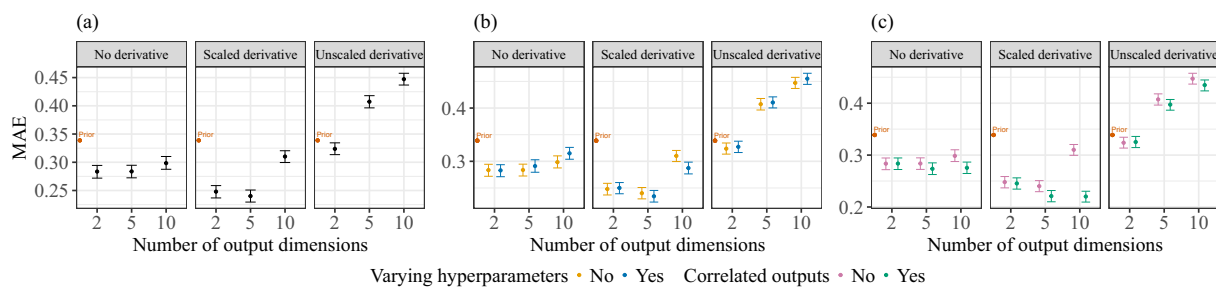 (a)
No derivative
Scaled derivative
Unscaled derivative
MAE
0.45
0.40
0.35
0.30
0.25
Prior
Prior
Prior
2 5 10
2 5 10
2 5 10
Number of output dimensions
(b)
No derivative
Scaled derivative
Unscaled derivative
0.4
0.3
Prior
Prior
Prior
2 5 10
2 5 10
2 5 10
Number of output dimensions
(c)
No derivative
Scaled derivative
Unscaled derivative
0.4
0.3
0.2
Prior
Prior
Prior
2 5 10
2 5 10
2 5 10
Number of output dimensions
Varying hyperparameters No Yes Correlated outputs No Yes